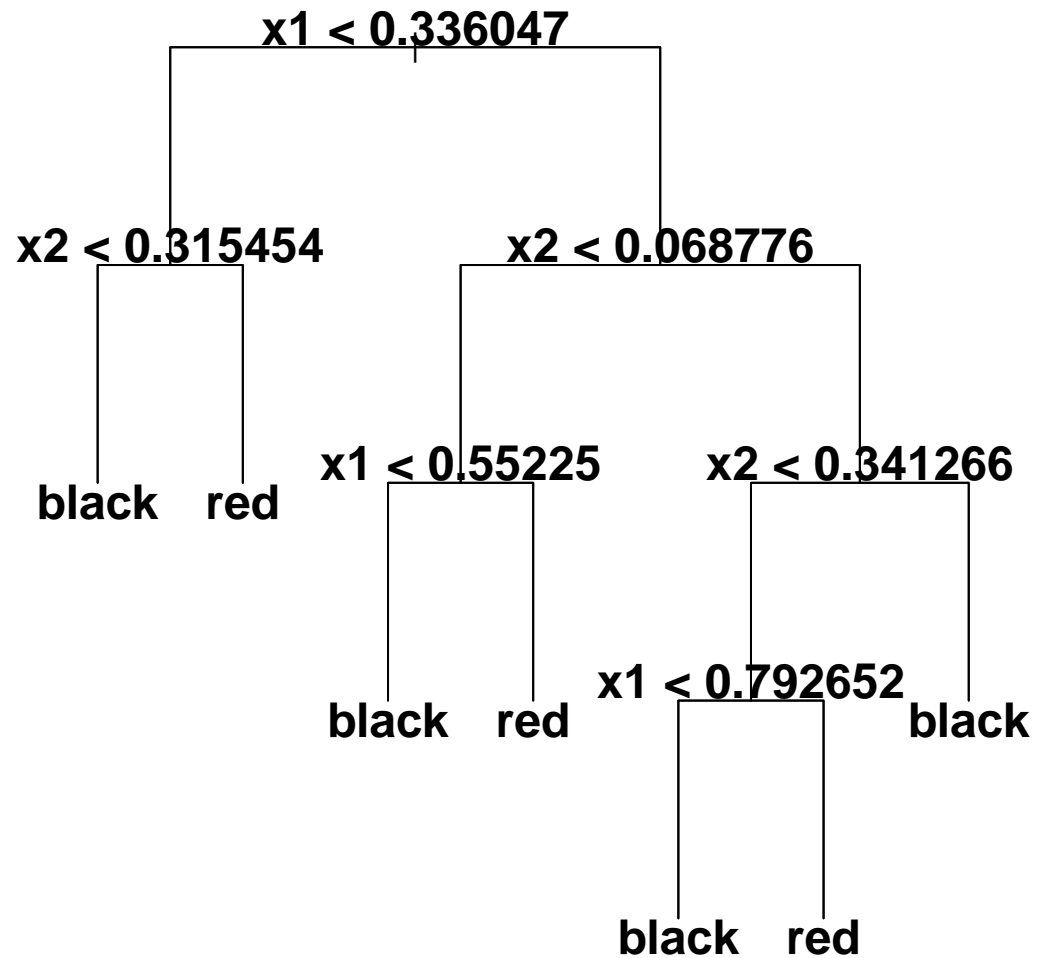 x1 < 0.336047
x2 < 0.315454
x2 < 0.068776
x1 < 0.55225
x2 < 0.341266
black
red
x1 < 0.792652
black
red
black
black
red